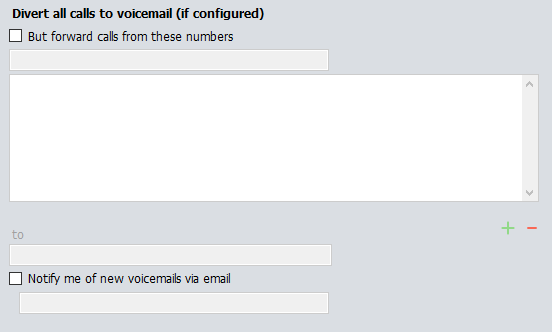 Divert all calls to voicemail (if configured)
But forward calls from these numbers
to
Notify me of new voicemails via email